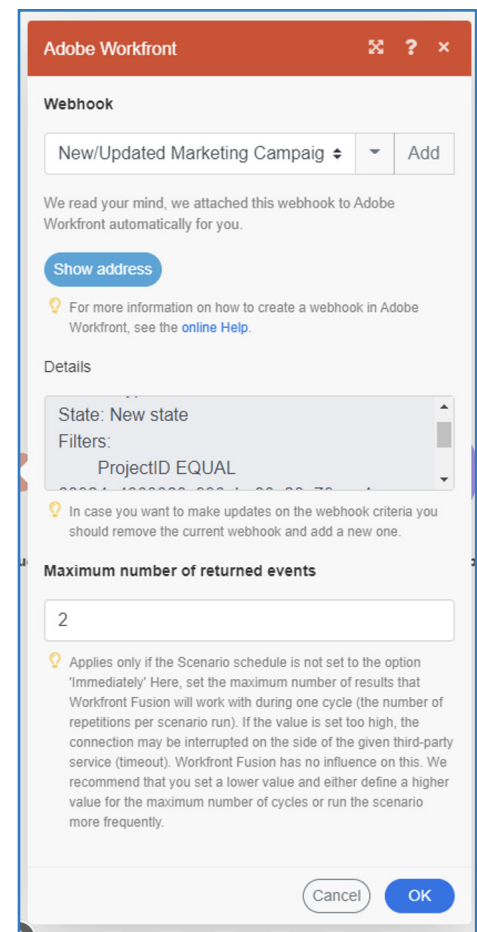 Adobe Workfront
?
×
Webhook
New/Updated Marketing Campaig
Add
We read your mind, we attached this webhook to Adobe
Workfront automatically for you.
Show address
For more information on how to create a webhook in Adobe
Workfront, see the online Help.
Details
State: New state
Filters:
ProjectID EQUAL
In case you want to make updates on the webhook criteria you
should remove the current webhook and add a new one.
Maximum number of returned events
2
Applies only if the Scenario schedule is not set to the option
'Immediately' Here, set the maximum number of results that
Workfront Fusion will work with during one cycle (the number of
repetitions per scenario run). If the value is set too high, the
connection may be interrupted on the side of the given third-party
service (timeout). Workfront Fusion has no influence on this. We
recommend that you set a lower value and either define a higher
value for the maximum number of cycles or run the scenario
more frequently.
Cancel
OK